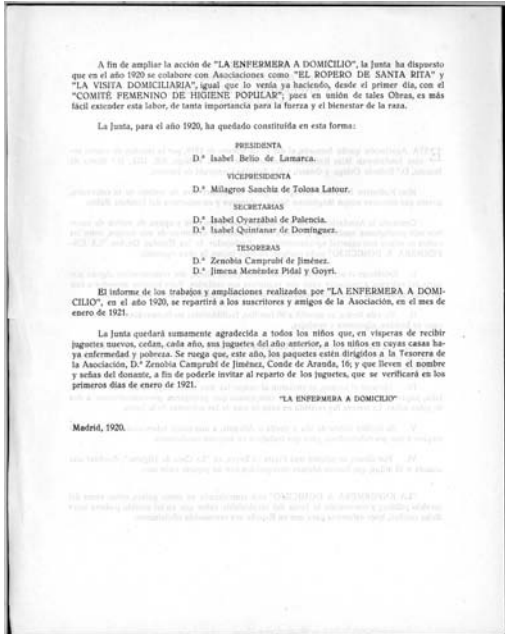 A fin de ampliar la acción de "LA ENFERMERA A DOMICILIO", la Junta ha dispuesto
que en el año 1920 se colabore con Asociaciones como "EL ROPERO DE SANTA RITA" y
"LA VISITA DOMICILIARIA", igual que lo venía ya haciendo, desde el primer día, con el
"COMITÉ FEMENINO DE HIGIENE POPULAR"; pues en unión de tales Obras, es más
fácil extender esta labor, de tanta importancia para la fuerza y el bienestar de la raza.
La Junta, para el año 1920, ha quedado constituída en esta forma:
PRESIDENTA
D.ª Isabel Belío de Lamarca.
VICEPRESIDENTA
D.ª Milagros Sanchís de Tolosa Latour.
SECRETARIAS
D.ª Isabel Oyarzábal de Palencia.
D.ª Isabel Quintanar de Domínguez.
TESORERAS
D.ª Zenobia Camprubí de Jiménez.
D.ª Jimena Menéndez Pidal y Goyri.
El informe de los trabajos y ampliaciones realizados por "LA ENFERMERA A DOMI-
CILIO", en el año 1920, se repartirá a los suscritores y amigos de la Asociación, en el mes de
enero de 1921.
La Junta quedará sumamente agradecida a todos los niños que, en vísperas de recibir
juguetes nuevos, cedan, cada año, sus juguetes del año anterior, a los niños en cuyas casas ha-
ya enfermedad y pobreza. Se ruega que, este año, los paquetes estén dirigidos a la Tesorera de
la Asociación, D.ª Zenobia Camprubí de Jiménez, Conde de Aranda, 16; y que lleven el nombre
y señas del donante, a fin de poderle invitar al reparto de los juguetes, que se verificará en los
primeros días de enero de 1921.
"LA ENFERMERA A DOMICILIO"
Madrid, 1920.